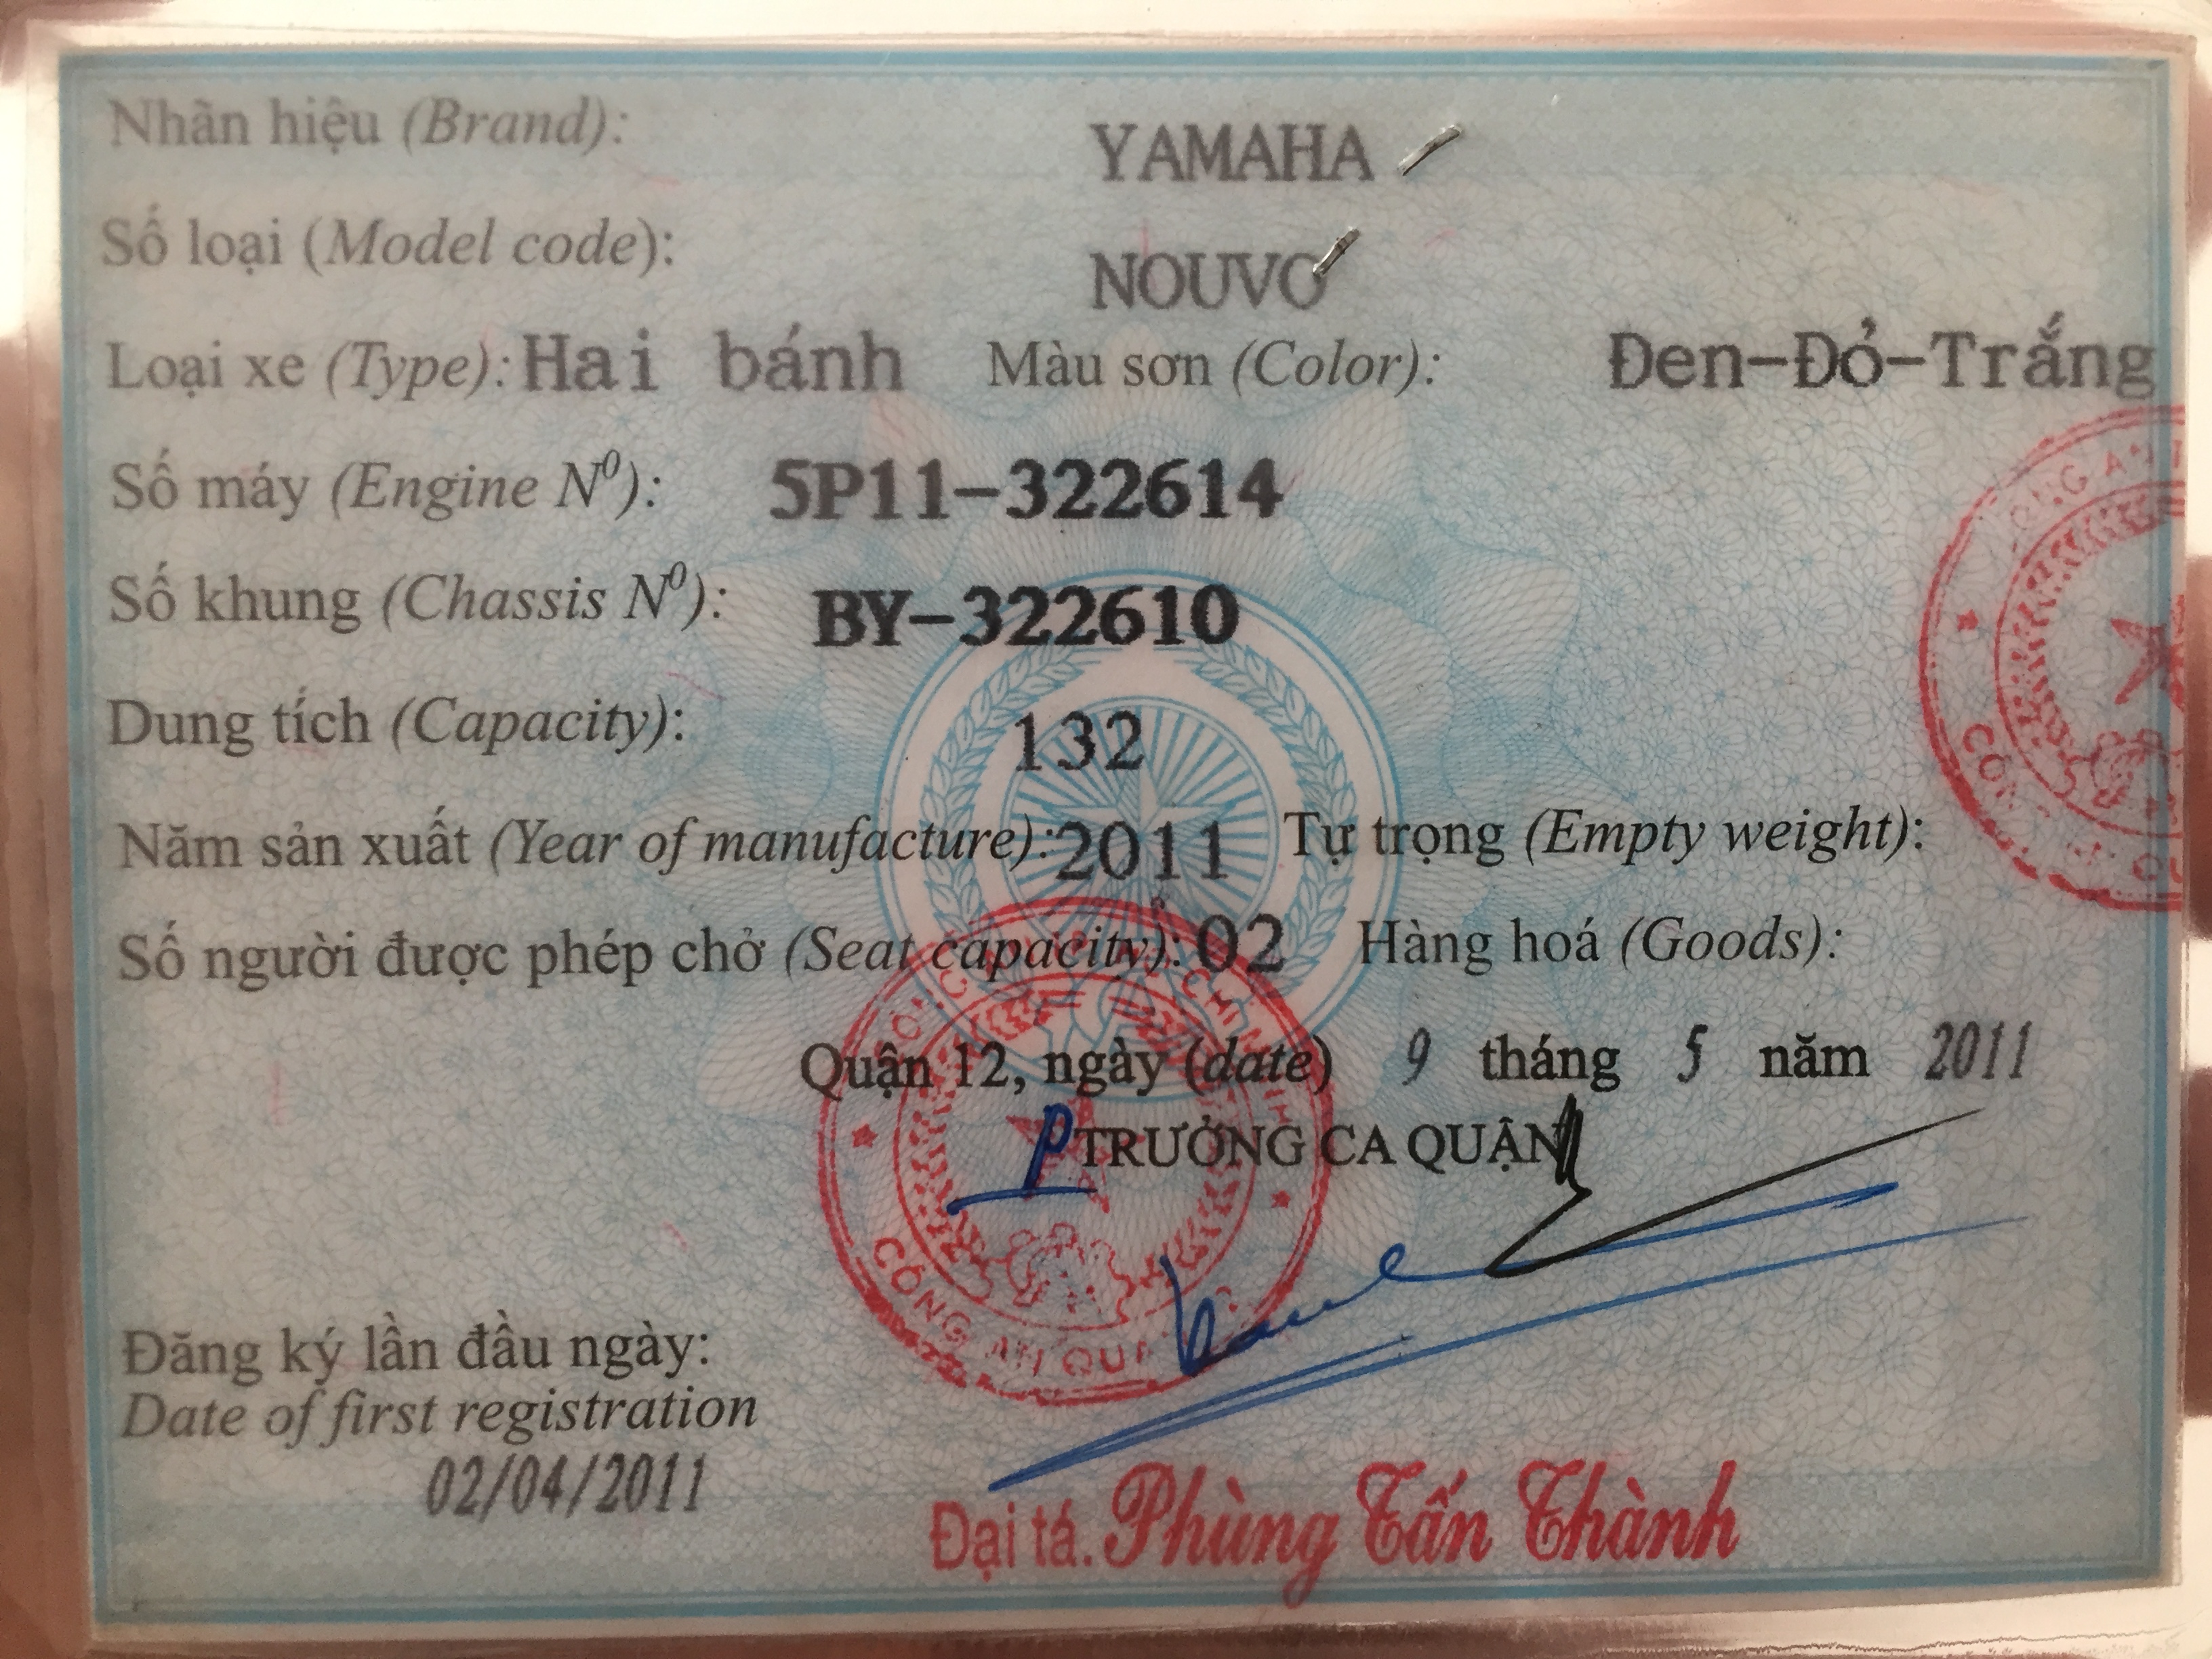 Nhãn hiệu (Brand): YAMAHA
Số loại (Model code): NOUVO
Loại xe (Type): Hai bánh Màu sơn (Color): Đen-Đỏ-Trắng
Số máy (Engine N⁰): 5P11-322614
Số khung (Chassis N⁰): BY-322610
Dung tích (Capacity): 132
Năm sản xuất (Year of manufacture): 2011 Tự trọng (Empty weight):
Số người được phép chở (Seat capacity): 02 Hàng hoá (Goods):
Quận 12, ngày (date) 9 tháng 5 năm 2011
P TRƯỞNG CA QUẬN
CÔNG AN QUẬN
Đăng ký lần đầu ngày:
Date of first registration
02/04/2011
Đại tá. Phùng Tấn Thành